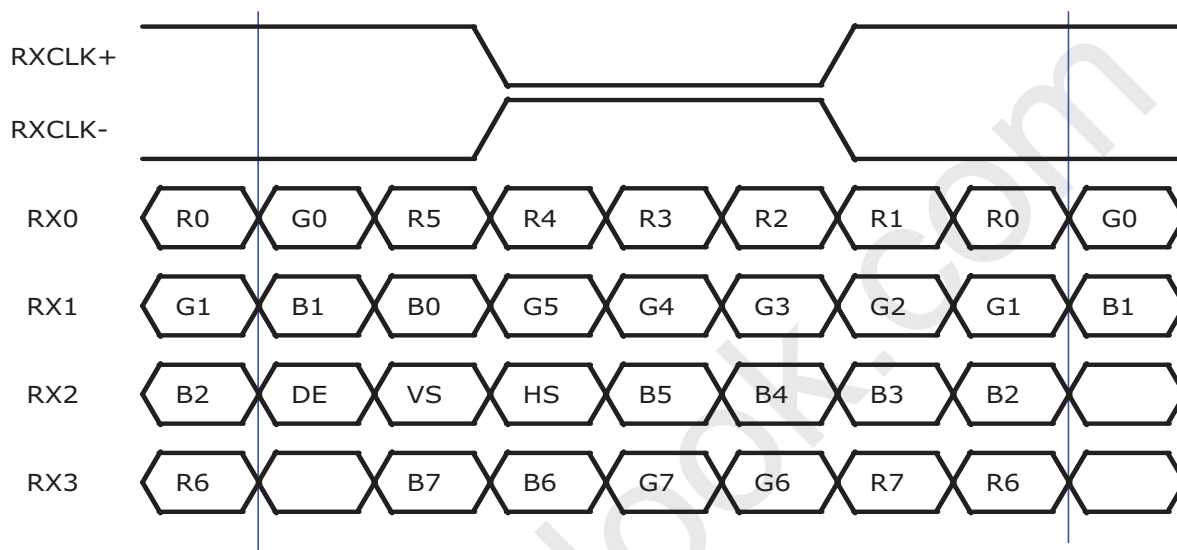 RXCLK+
RXCLK-
RX0 R0 G0 R5 R4 R3 R2 R1 R0 G0
RX1 G1 B1 B0 G5 G4 G3 G2 G1 B1
RX2 B2 DE VS HS B5 B4 B3 B2
RX3 R6 B7 B6 G7 G6 R7 R6
look.com